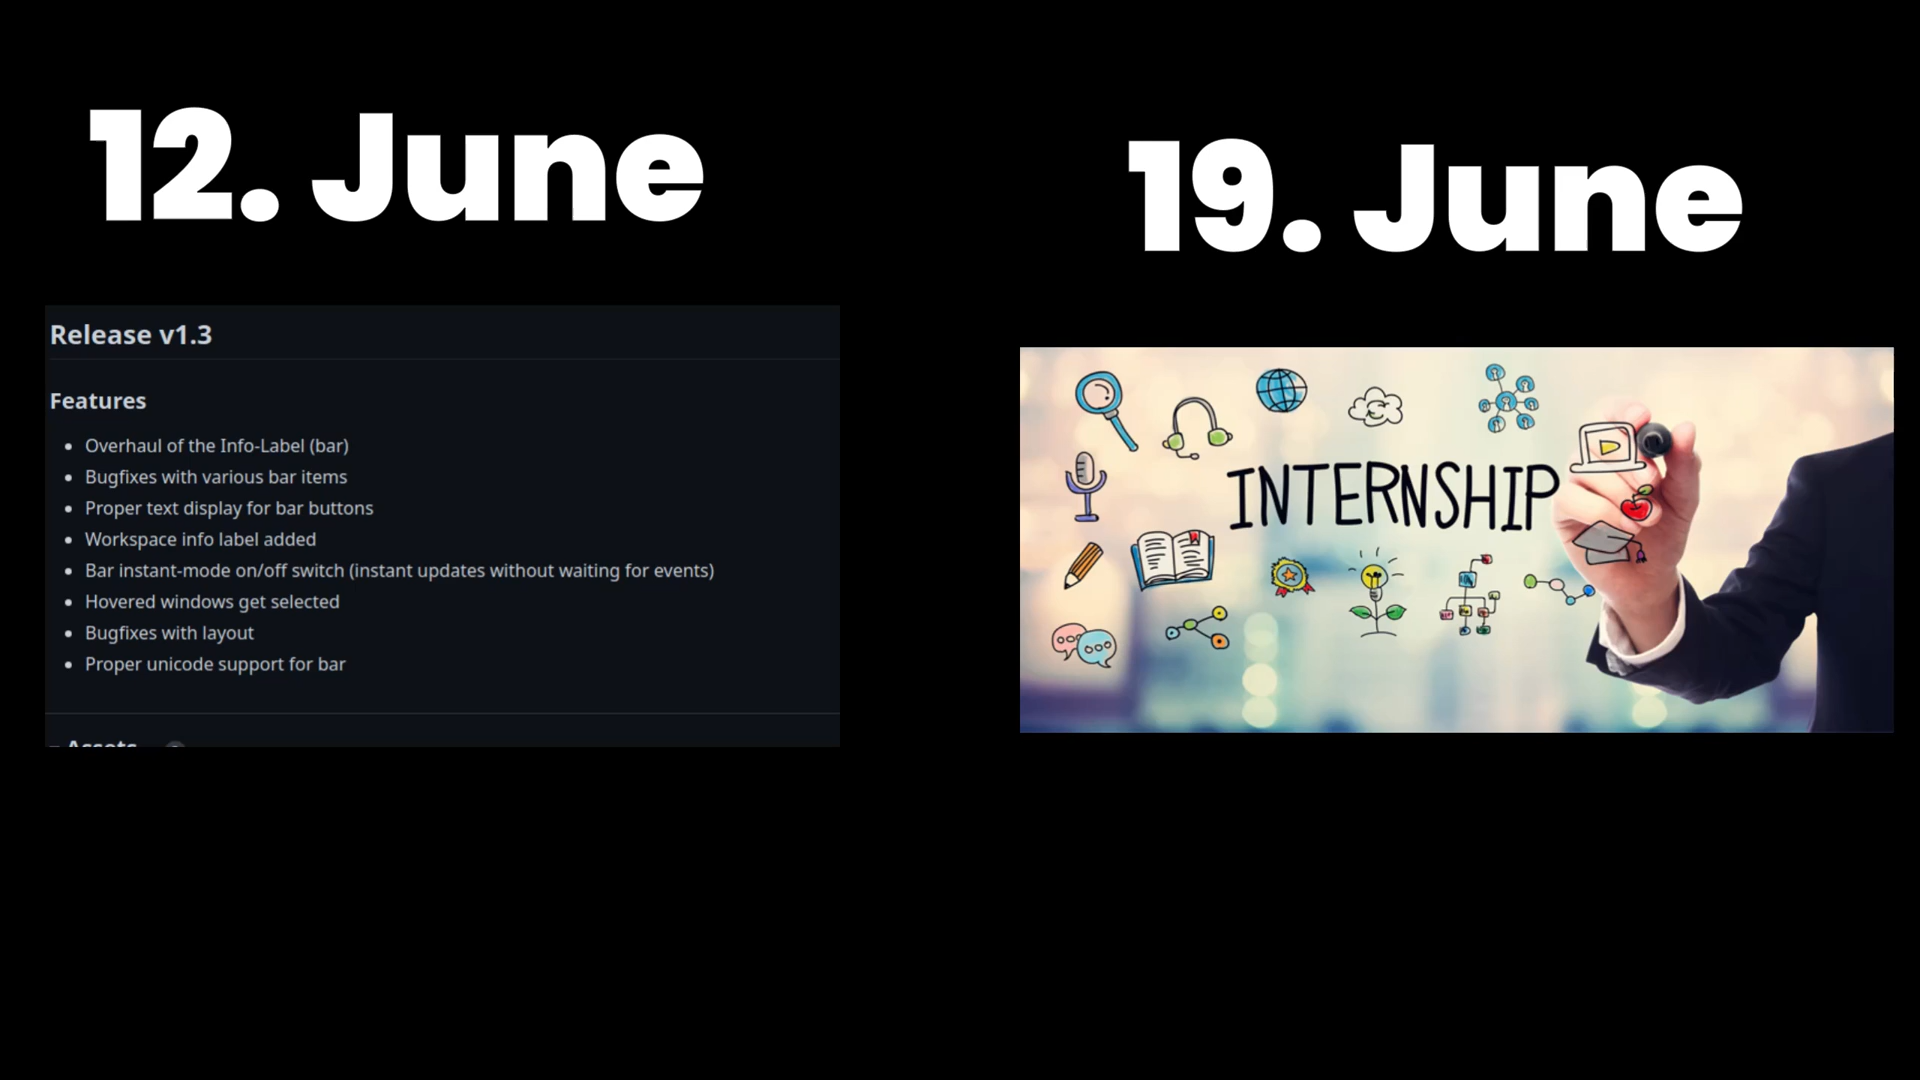 12. June
Release v1.3
Features
Overhaul of the Info-Label (bar)
Bugfixes with various bar items
Proper text display for bar buttons
Workspace info label added
Bar instant-mode on/off switch (instant updates without waiting for events)
Hovered windows get selected
Bugfixes with layout
Proper unicode support for bar
Assets
19. June
INTERNSHIP